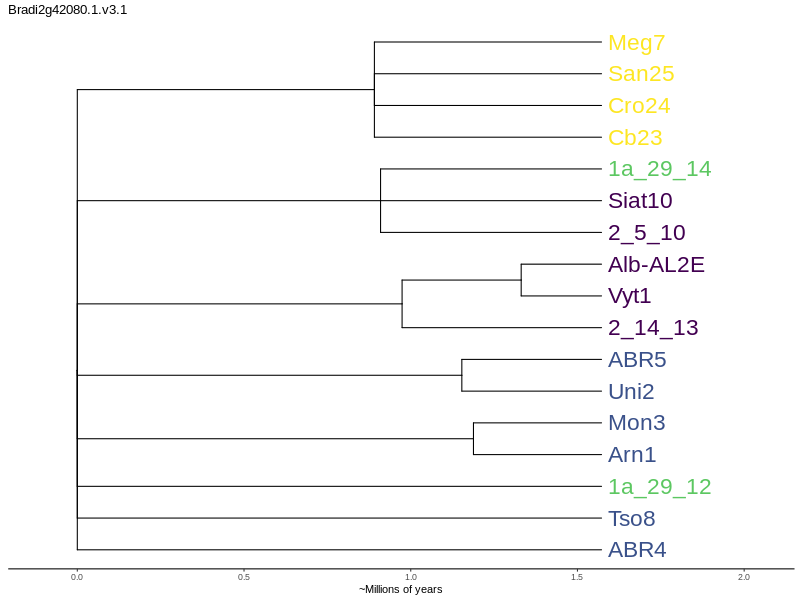 Bradi2g42080.1.v3.1
Meg7
San25
Cro24
Cb23
1a_29_14
Siat10
2_5_10
Alb-AL2E
Vyt1
2_14_13
ABR5
Uni2
Mon3
Arn1
1a_29_12
Tso8
ABR4
0.0 0.5 1.0 1.5 2.0
~Millions of years